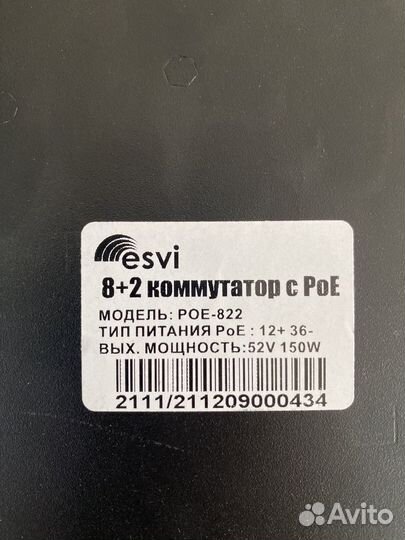 esvi
8+2 коммутатор с PoE
МОДЕЛЬ: POE-822
ТИП ПИТАНИЯ PoE : 12+ 36-
ВЫХ. МОЩНОСТЬ:52V 150W
2111/211209000434
Avito